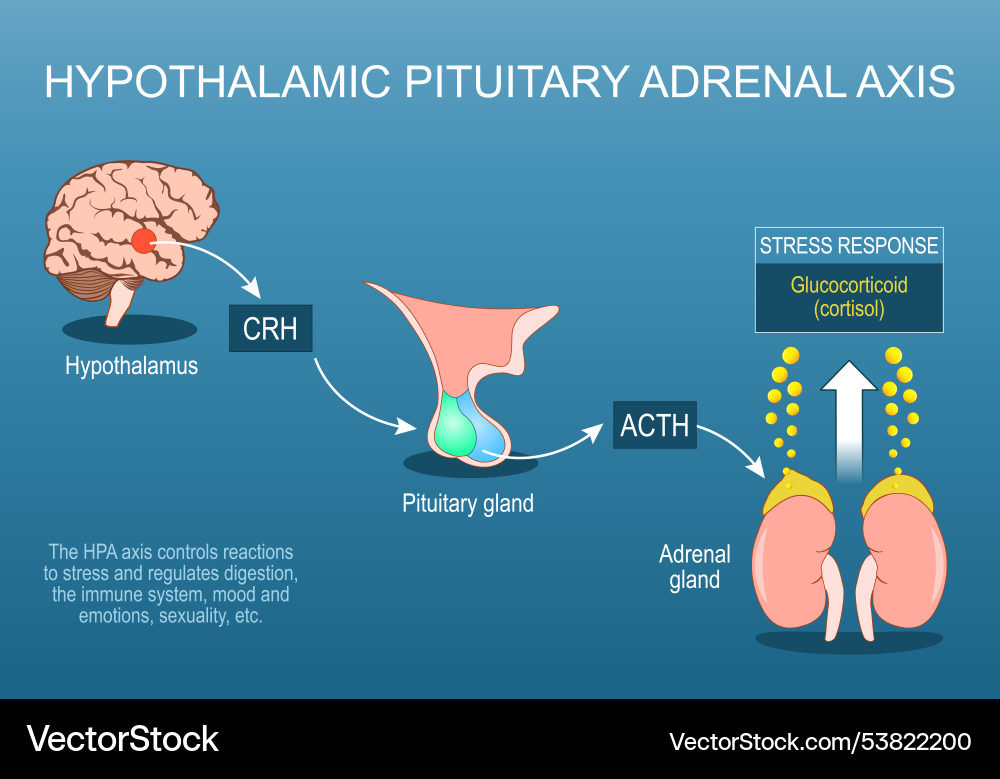 HYPOTHALAMIC PITUITARY ADRENAL AXIS
STRESS RESPONSE
Glucocorticoid
(cortisol)
CRH
Hypothalamus
ACTH
Pituitary gland
Adrenal
gland
The HPA axis controls reactions
to stress and regulates digestion,
the immune system, mood and
emotions, sexuality, etc.
VectorStock
VectorStock.com/53822200